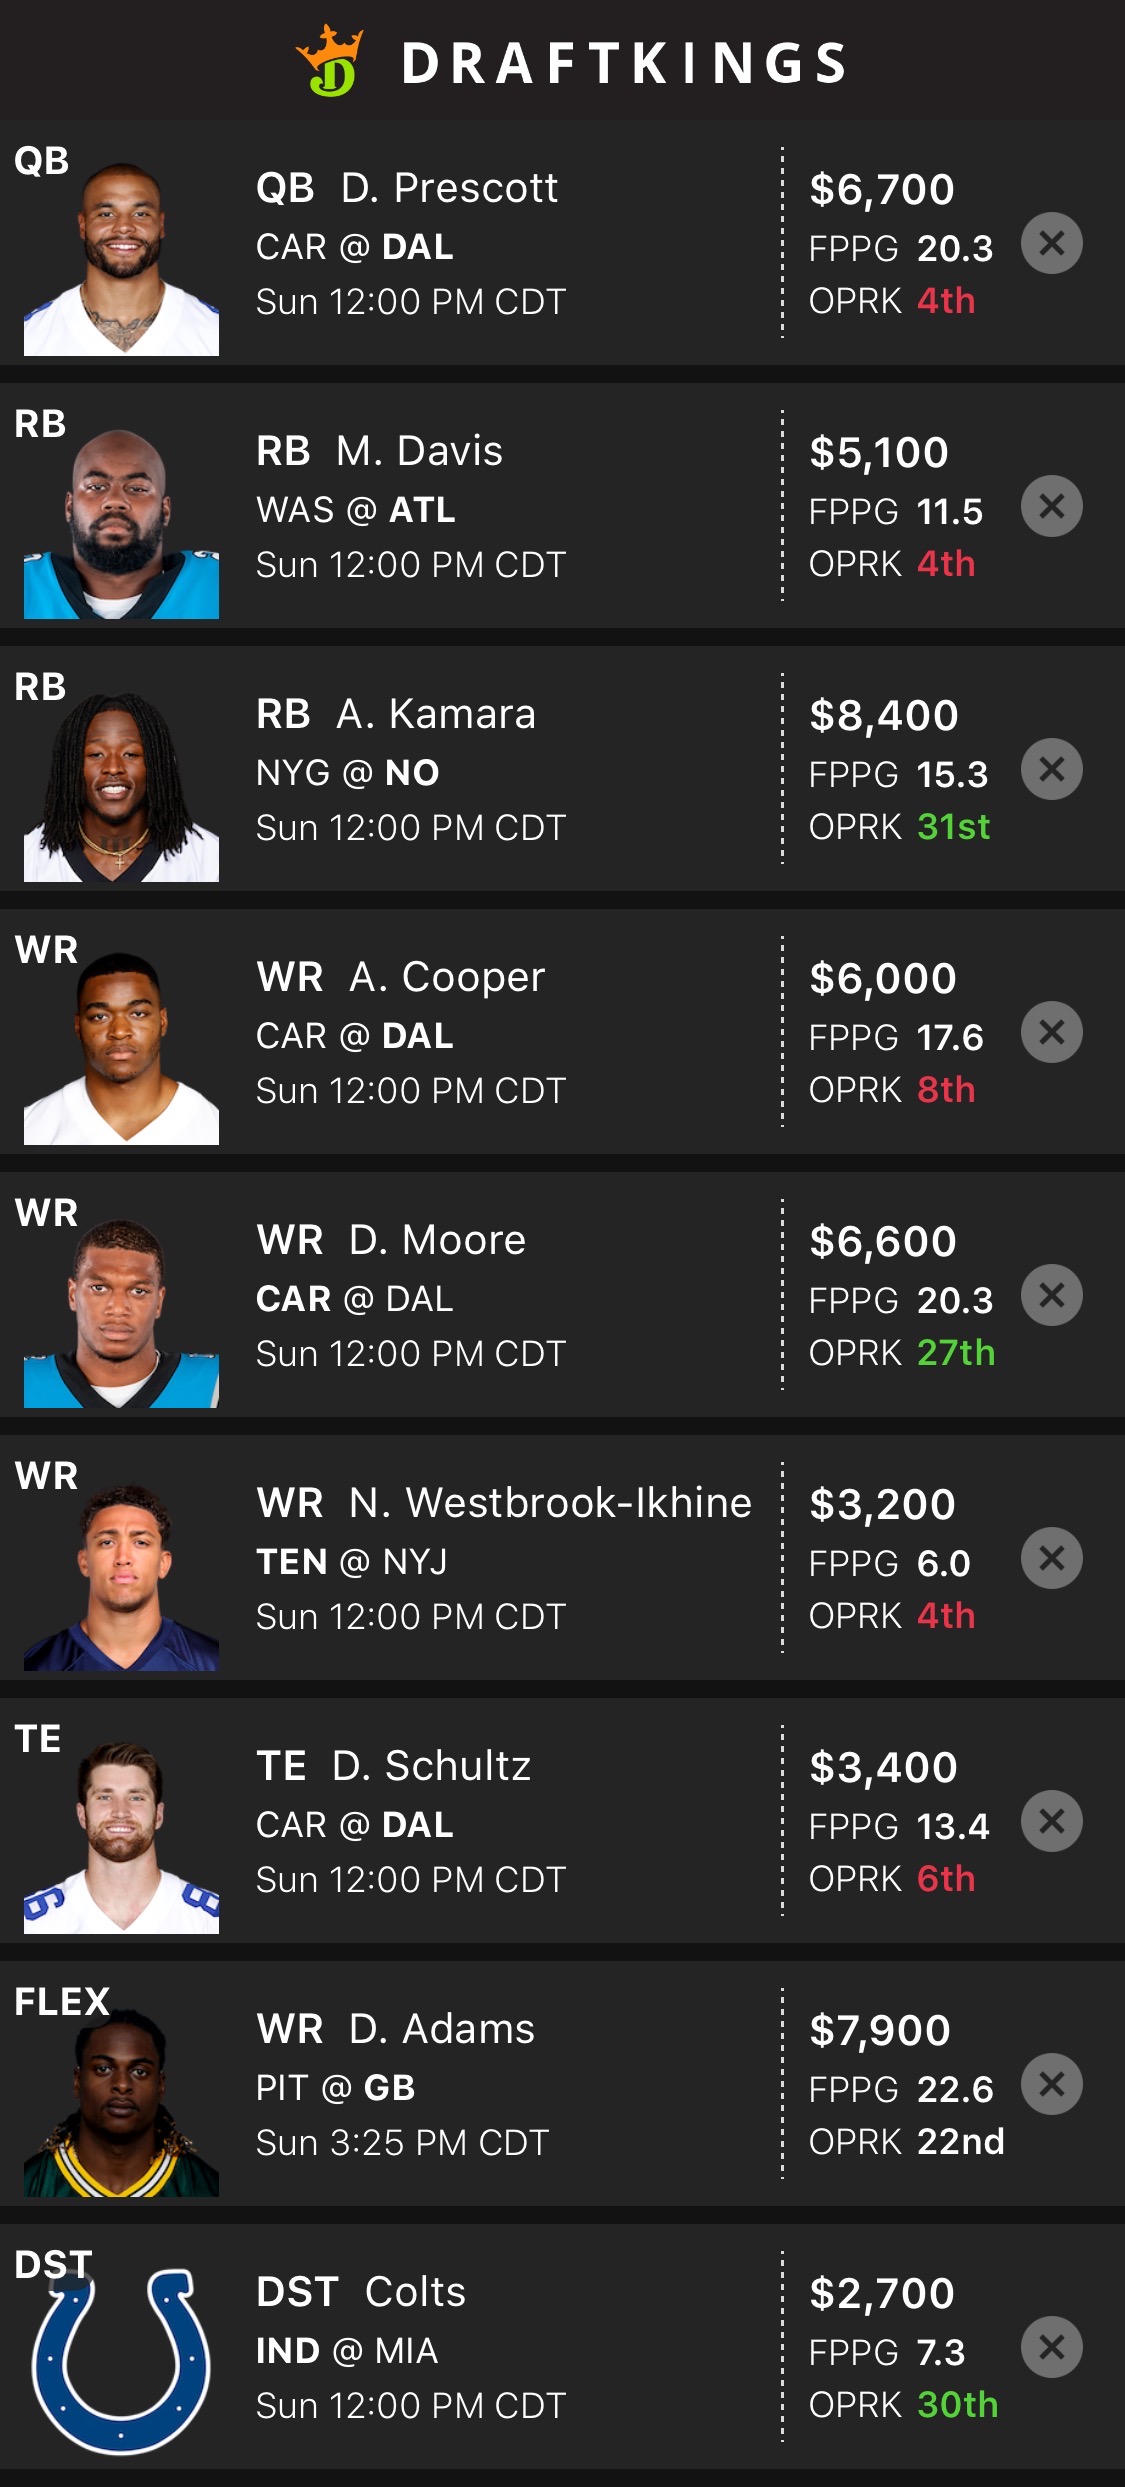 DRAFTKINGS
QB
QB D. Prescott
CAR @ DAL
Sun 12:00 PM CDT
$6,700
FPPG 20.3
OPRK 4th
RB
RB M. Davis
WAS @ ATL
Sun 12:00 PM CDT
$5,100
FPPG 11.5
OPRK 4th
RB
RB A. Kamara
NYG @ NO
Sun 12:00 PM CDT
$8,400
FPPG 15.3
OPRK 31st
WR
WR A. Cooper
CAR @ DAL
Sun 12:00 PM CDT
$6,000
FPPG 17.6
OPRK 8th
WR
WR D. Moore
CAR @ DAL
Sun 12:00 PM CDT
$6,600
FPPG 20.3
OPRK 27th
WR
WR N. Westbrook-Ikhine
TEN @ NYJ
Sun 12:00 PM CDT
$3,200
FPPG 6.0
OPRK 4th
TE
TE D. Schultz
CAR @ DAL
Sun 12:00 PM CDT
$3,400
FPPG 13.4
OPRK 6th
FLEX
WR D. Adams
PIT @ GB
Sun 3:25 PM CDT
$7,900
FPPG 22.6
OPRK 22nd
DST
DST Colts
IND @ MIA
Sun 12:00 PM CDT
$2,700
FPPG 7.3
OPRK 30th